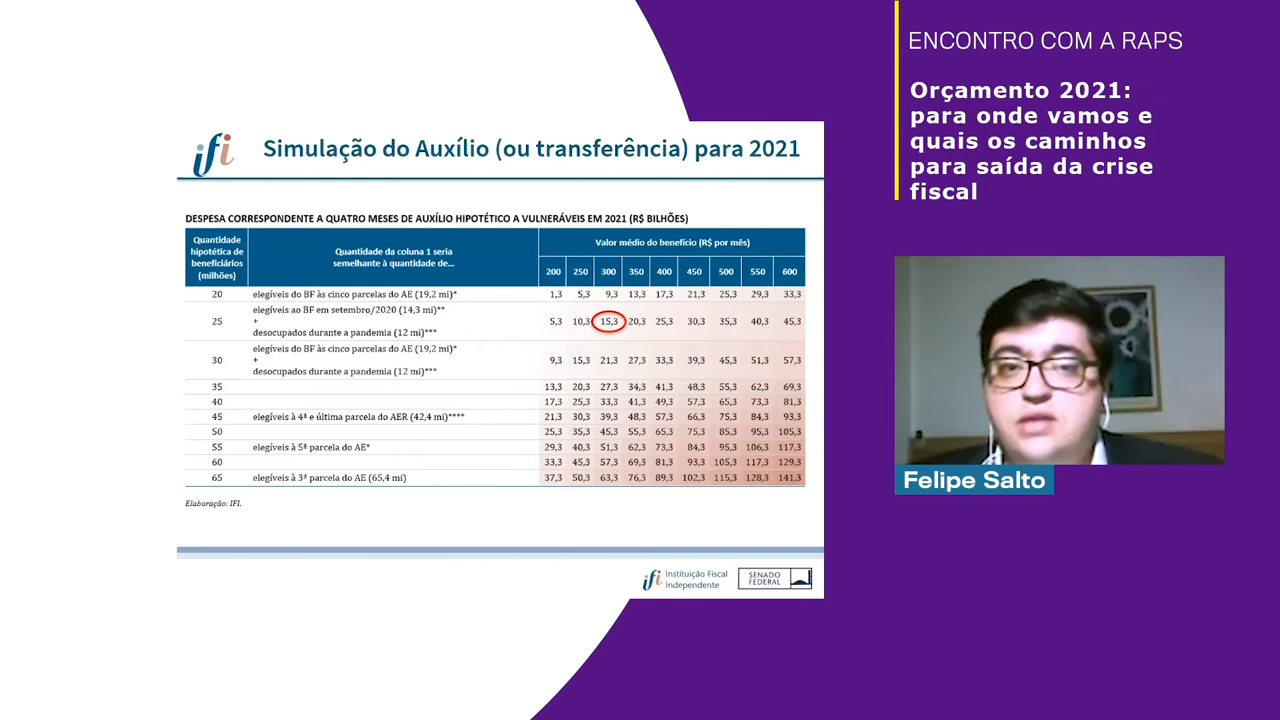 ENCONTRO COM A RAPS
Orçamento 2021:
para onde vamos e
quais os caminhos
para saída da crise
fiscal
ifi
Simulação do Auxílio (ou transferência) para 2021
DESPESA CORRESPONDENTE A QUATRO MESES DE AUXÍLIO HIPOTÉTICO A VULNERÁVEIS EM 2021 (R$ BILHÕES)
Quantidade
hipotética de
beneficiários
(milhões)
Quantidade da coluna 1 seria
semelhante à quantidade de...
Valor médio do benefício (R$ por mês)
200 250 300 350 400 450 500 550 600
20 elegíveis do BF às cinco parcelas do AE (19,2 mi)* 1,3 5,3 9,3 13,3 17,3 21,3 25,3 29,3 33,3
elegíveis ao BF em setembro/2020 (14,3 mi)**
25 + 5,3 10,3 15,3 20,3 25,3 30,3 35,3 40,3 45,3
desocupados durante a pandemia (12 mi)***
elegíveis do BF às cinco parcelas do AE (19,2 mi)*
30 + 9,3 15,3 21,3 27,3 33,3 39,3 45,3 51,3 57,3
desocupados durante a pandemia (12 mi)***
35 13,3 20,3 27,3 34,3 41,3 48,3 55,3 62,3 69,3
40 17,3 25,3 33,3 41,3 49,3 57,3 65,3 73,3 81,3
45 elegíveis à 4ª e última parcela do AER (42,4 mi)**** 21,3 30,3 39,3 48,3 57,3 66,3 75,3 84,3 93,3
50 25,3 35,3 45,3 55,3 65,3 75,3 85,3 95,3 105,3
55 elegíveis à 5ª parcela do AE* 29,3 40,3 51,3 62,3 73,3 84,3 95,3 106,3 117,3
60 33,3 45,3 57,3 69,3 81,3 93,3 105,3 117,3 129,3
65 elegíveis à 3ª parcela do AE (65,4 mi) 37,3 50,3 63,3 76,3 89,3 102,3 115,3 128,3 141,3
Elaboração: IFI.
ifi Instituição Fiscal
Independente
SENADO
FEDERAL
Felipe Salto